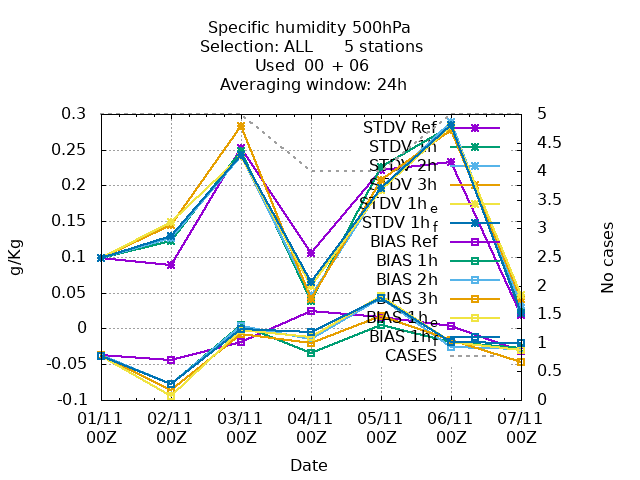 Specific humidity 500hPa
Selection: ALL 5 stations
Used 00 + 06
Averaging window: 24h
g/Kg
0.3
0.25
0.2
0.15
0.1
0.05
0
-0.05
-0.1
STDV Ref
STDV 1h
STDV 2h
STDV 3h
STDV 1h e
STDV 1h f
BIAS Ref
BIAS 1h
BIAS 2h
BIAS 3h
BIAS 1h e
BIAS 1h f
CASES
5
4.5
4
3.5
3
2.5
2
1.5
1
0.5
0
No cases
01/11 02/11 03/11 04/11 05/11 06/11 07/11
00Z 00Z 00Z 00Z 00Z 00Z 00Z
Date